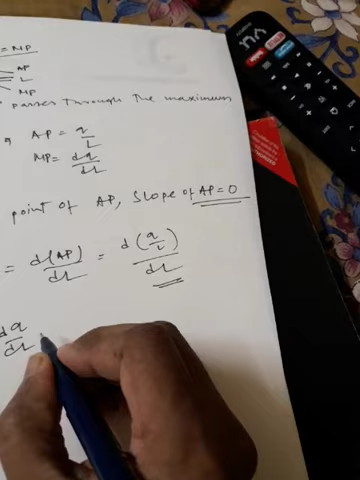 = MP
AP
L
MP
passes through the maximum
AP = q/L
MP = dq/dL
point of AP, slope of AP = 0
= d(AP)/dL = d(q/L)/dL
dq/dL